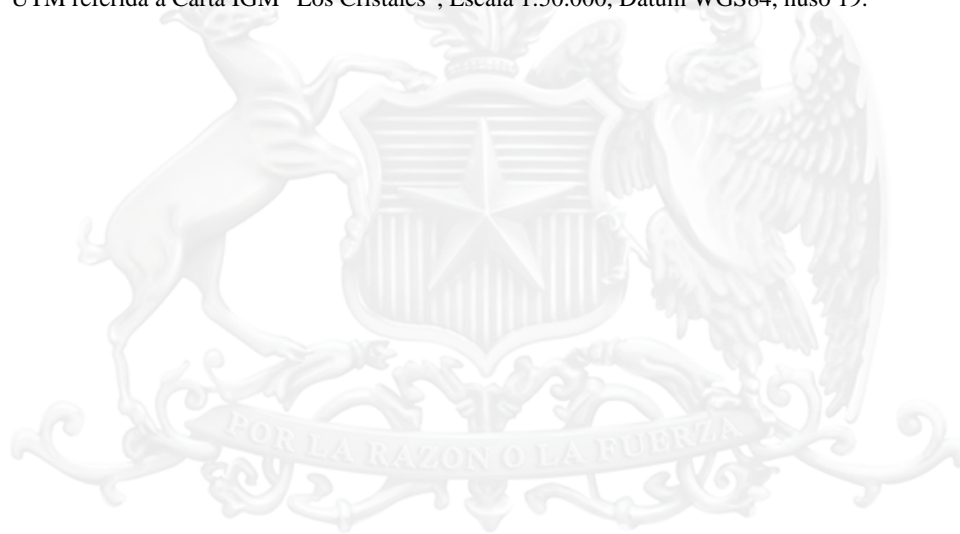 UTM referida a Carta IGM "Los Cristales", Escala 1:50.000, Datum WGS84, huso 19.
POR LA RAZON O LA FUERZA